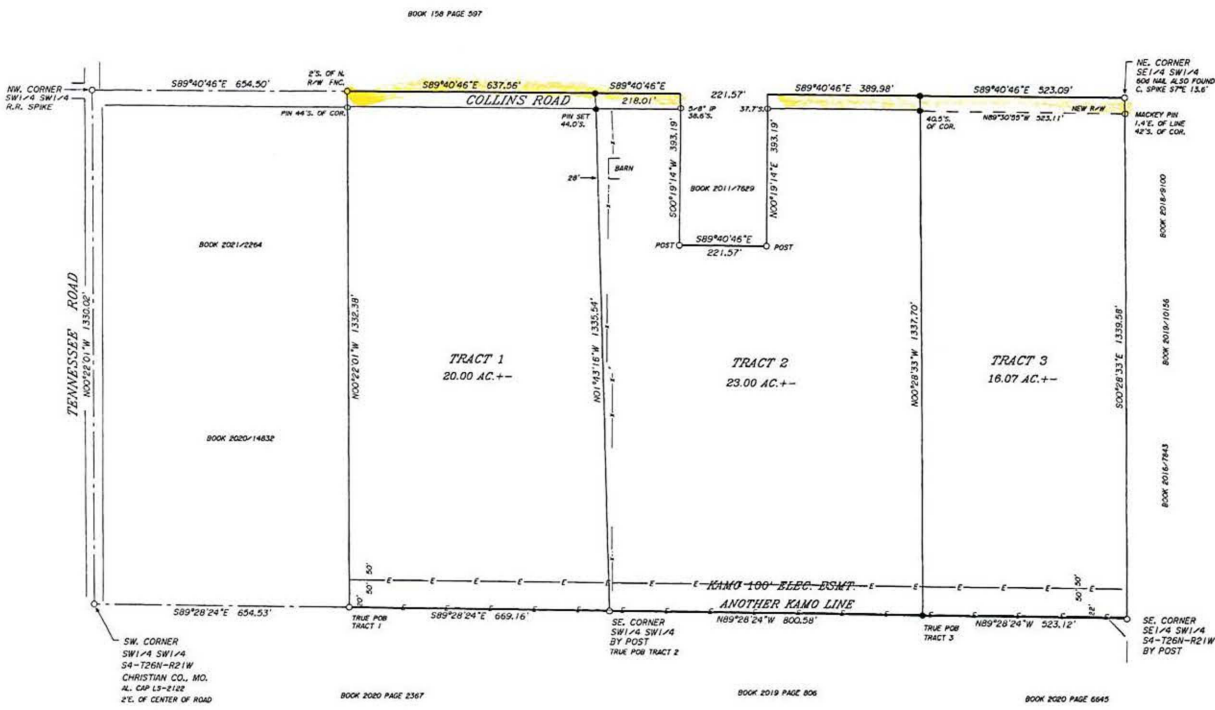 BOOK 158 PAGE 597
NW. CORNER
SW1/4 SW1/4
R.R. SPIKE
S89°40'46"E 654.50'
2'S. OF N.
R/W FNC.
S89°40'46"E 637.56'
COLLINS ROAD
S89°40'46"E
218.01'
221.57'
S89°40'46"E 389.98'
S89°40'46"E 523.09'
NE. CORNER
SE1/4 SW1/4
60d NAIL ALSO FOUND
C. SPIKE S7°E 13.6'
PIN 44'S. OF COR.
PIN SET
44.0'S.
5/8" IP
38.6'S.
37.7'S.
40.5'S.
OF COR.
NEW R/W
N89°30'55"W 523.11'
MACKEY PIN
1.4'E. OF LINE
42'S. OF COR.
28'
BARN
S00°19'14"W 393.19'
BOOK 2011/7629
N00°19'14"E 393.19'
POST
S89°40'46"E
221.57'
POST
BOOK 2018/9100
BOOK 2021/2264
TENNESSEE ROAD
N00°22'01"W 1330.02'
N00°22'01"W 1332.38'
N01°43'16"W 1335.54'
N00°28'33"W 1337.70'
S00°28'33"E 1339.58'
BOOK 2019/10156
TRACT 1
20.00 AC.+-
TRACT 2
23.00 AC.+-
TRACT 3
16.07 AC.+-
BOOK 2020/14832
BOOK 2016/7843
50'
50'
E E E E E E KAMO 100' ELEC. ESMT. E E E E
50'
50'
ANOTHER KAMO LINE
22'
S89°28'24"E 654.53'
S89°28'24"E 669.16'
N89°28'24"W 800.58'
N89°28'24"W 523.12'
TRUE POB
TRACT 1
SE. CORNER
SW1/4 SW1/4
BY POST
TRUE POB TRACT 2
TRUE POB
TRACT 3
SE. CORNER
SE1/4 SW1/4
S4-T26N-R21W
BY POST
SW. CORNER
SW1/4 SW1/4
S4-T26N-R21W
CHRISTIAN CO., MO.
AL. CAP LS-2122
2'E. OF CENTER OF ROAD
BOOK 2020 PAGE 2367
BOOK 2019 PAGE 806
BOOK 2020 PAGE 6645